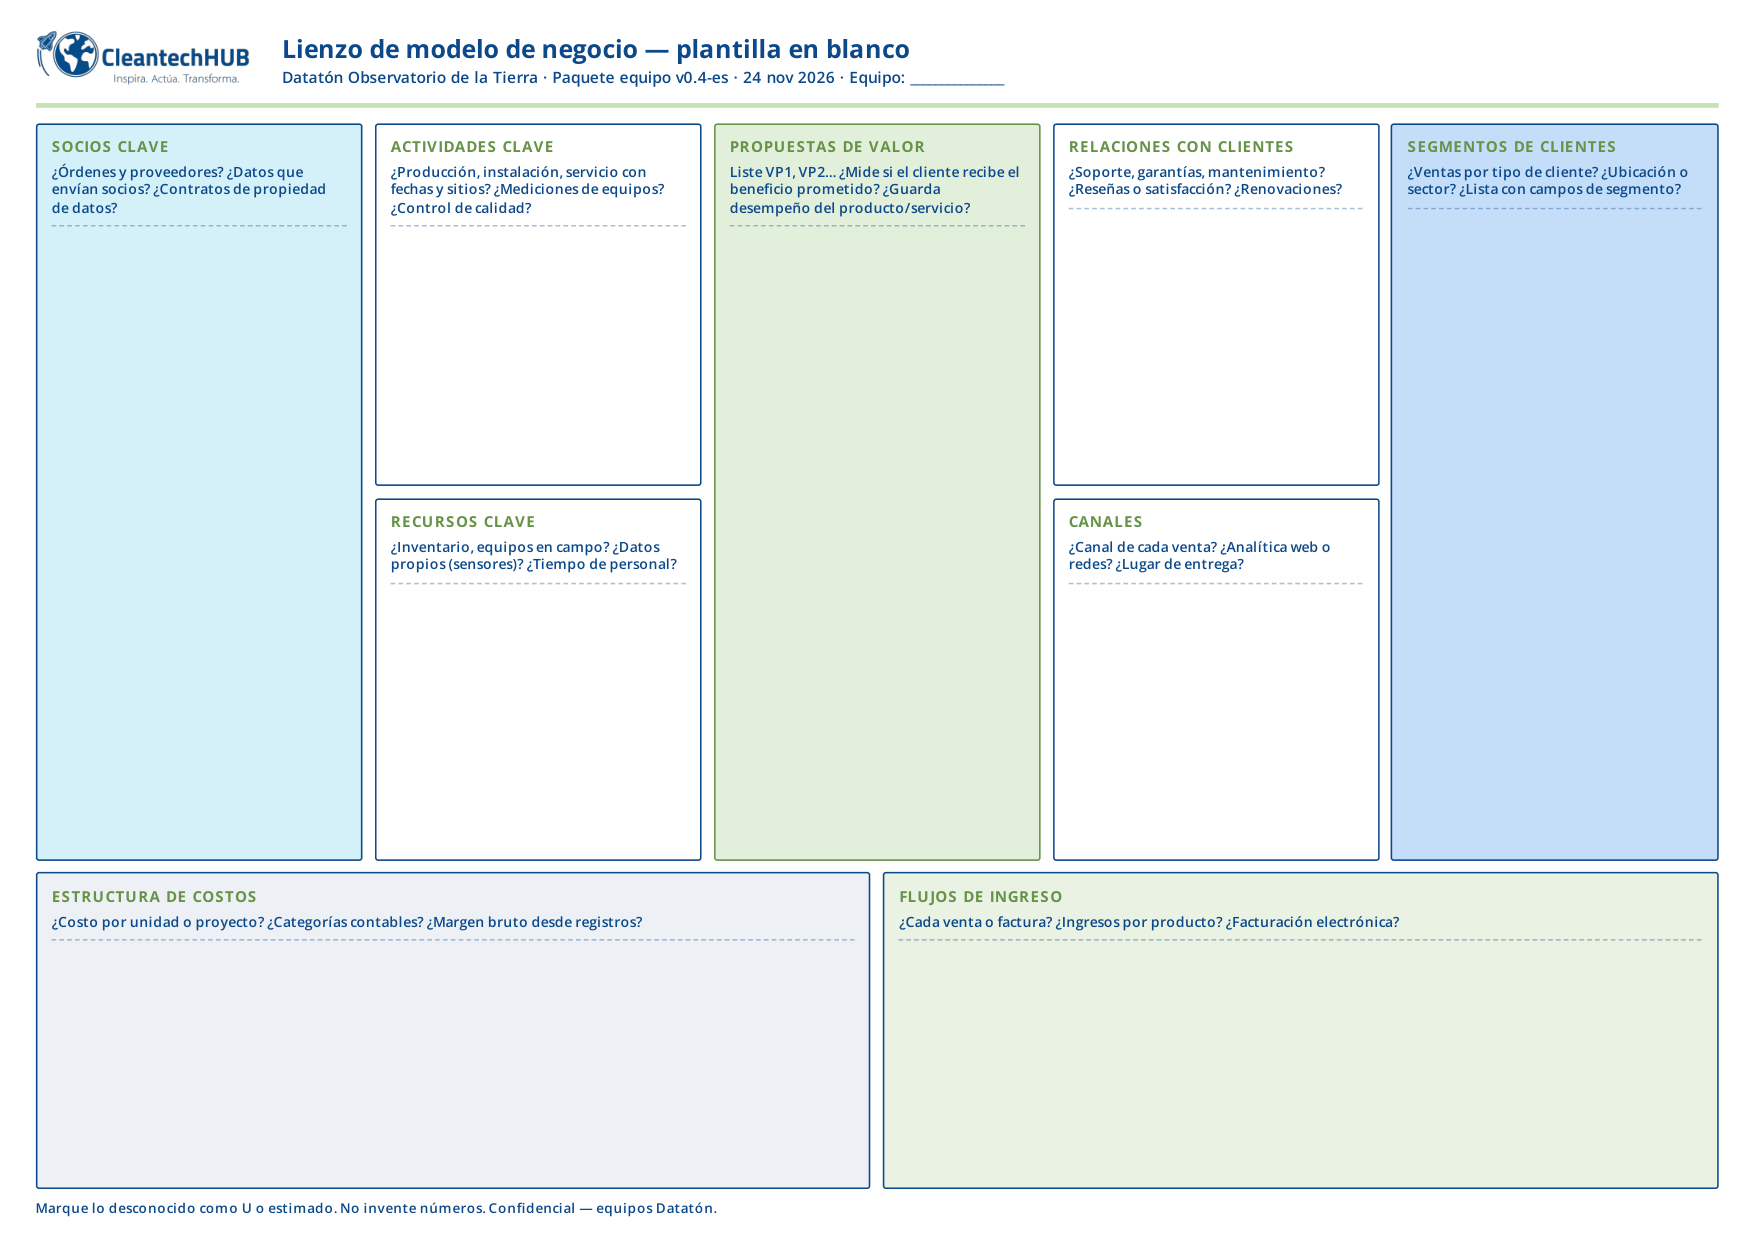 CleantechHUB
Inspira. Actúa. Transforma.
Lienzo de modelo de negocio — plantilla en blanco
Datatón Observatorio de la Tierra · Paquete equipo v0.4-es · 24 nov 2026 · Equipo: ______________
SOCIOS CLAVE
¿Órdenes y proveedores? ¿Datos que
envían socios? ¿Contratos de propiedad
de datos?
ACTIVIDADES CLAVE
¿Producción, instalación, servicio con
fechas y sitios? ¿Mediciones de equipos?
¿Control de calidad?
RECURSOS CLAVE
¿Inventario, equipos en campo? ¿Datos
propios (sensores)? ¿Tiempo de personal?
PROPUESTAS DE VALOR
Liste VP1, VP2... ¿Mide si el cliente recibe el
beneficio prometido? ¿Guarda
desempeño del producto/servicio?
RELACIONES CON CLIENTES
¿Soporte, garantías, mantenimiento?
¿Reseñas o satisfacción? ¿Renovaciones?
CANALES
¿Canal de cada venta? ¿Analítica web o
redes? ¿Lugar de entrega?
SEGMENTOS DE CLIENTES
¿Ventas por tipo de cliente? ¿Ubicación o
sector? ¿Lista con campos de segmento?
ESTRUCTURA DE COSTOS
¿Costo por unidad o proyecto? ¿Categorías contables? ¿Margen bruto desde registros?
FLUJOS DE INGRESO
¿Cada venta o factura? ¿Ingresos por producto? ¿Facturación electrónica?
Marque lo desconocido como U o estimado. No invente números. Confidencial — equipos Datatón.